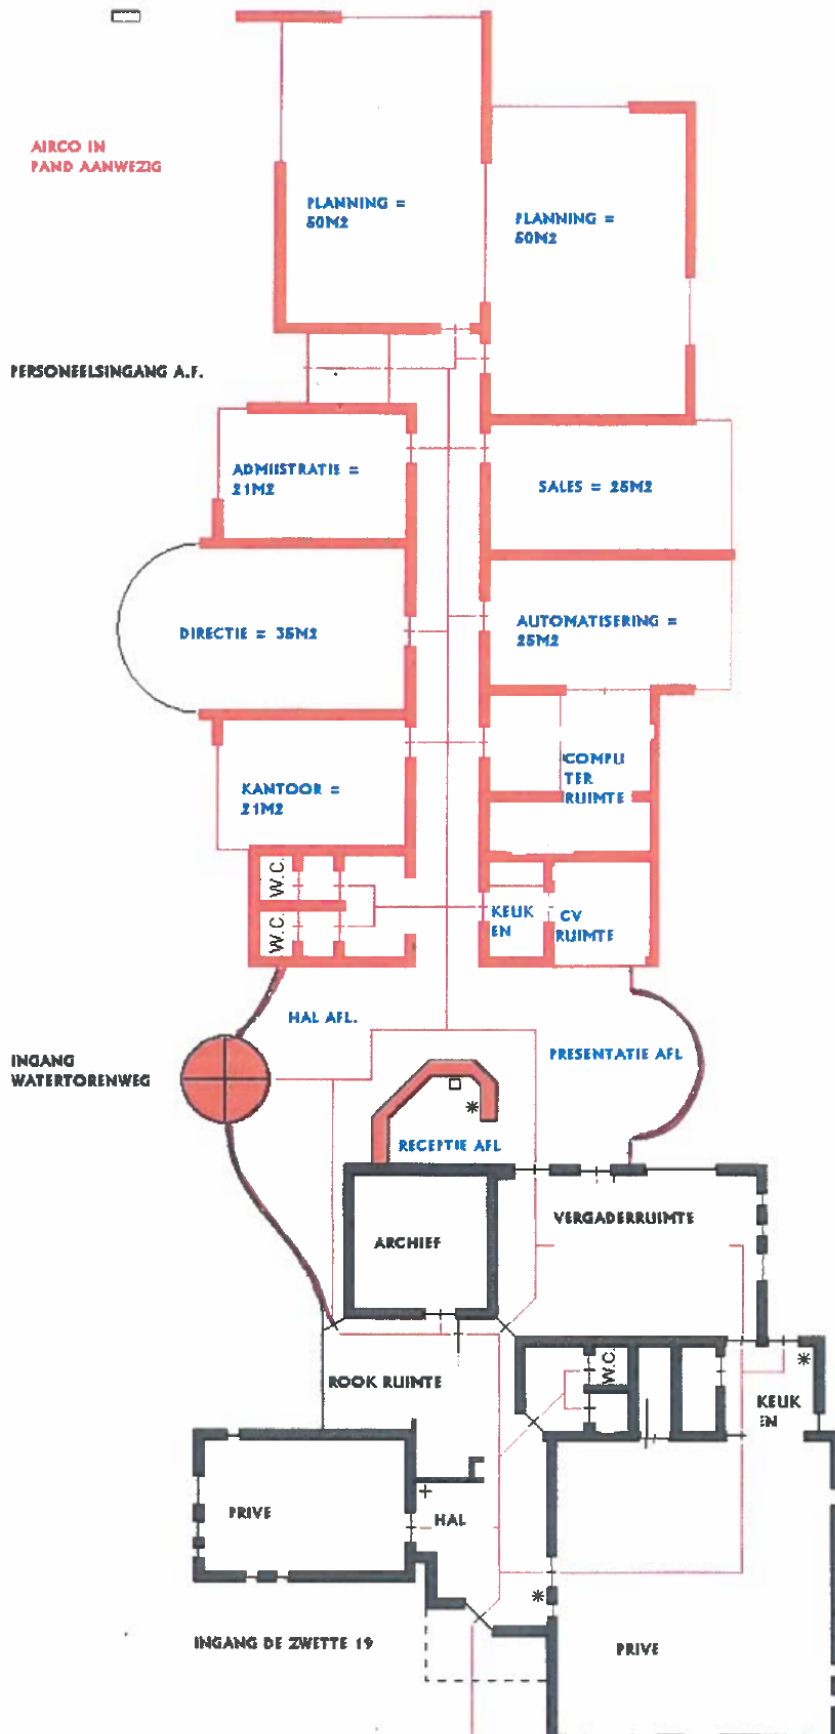 AIRCO IN
PAND AANWEZIG
PLANNING =
50M2
PLANNING =
50M2
PERSONEELSINGANG A.F.
ADMIISTRATIE =
21M2
SALES = 25M2
DIRECTIE = 35M2
AUTOMATISERING =
25M2
KANTOOR =
21M2
COMPU
TER
RUIMTE
W.C.
W.C.
KEUK
EN
CV
RUIMTE
HAL AFL.
INGANG
WATERTORENWEG
PRESENTATIE AFL
RECEPTIE AFL
ARCHIEF
VERGADERRUIMTE
ROOK RUIMTE
W.C.
KEUK
EN
PRIVE
HAL
INGANG DE ZWETTE 19
PRIVE